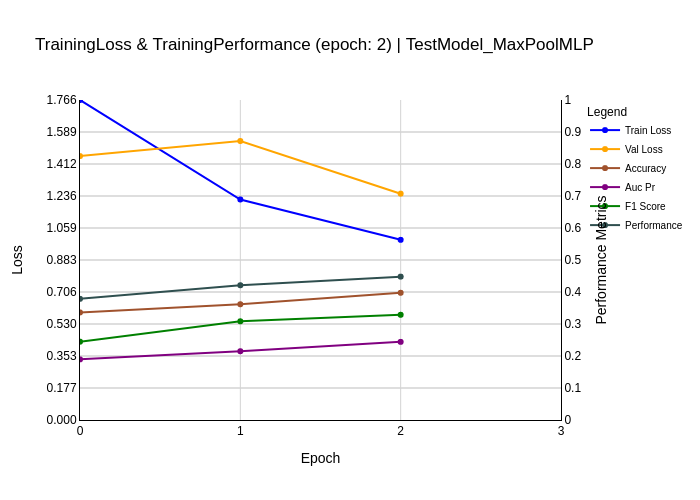 TrainingLoss & TrainingPerformance (epoch: 2) | TestModel_MaxPoolMLP
1.766
1.589
1.412
1.236
1.059
0.883
0.706
0.530
0.353
0.177
0.000
Loss
0
1
2
3
Epoch
1
0.9
0.8
0.7
0.6
0.5
0.4
0.3
0.2
0.1
0
Performance Metrics
Legend
Train Loss
Val Loss
Accuracy
Auc Pr
F1 Score
Performance